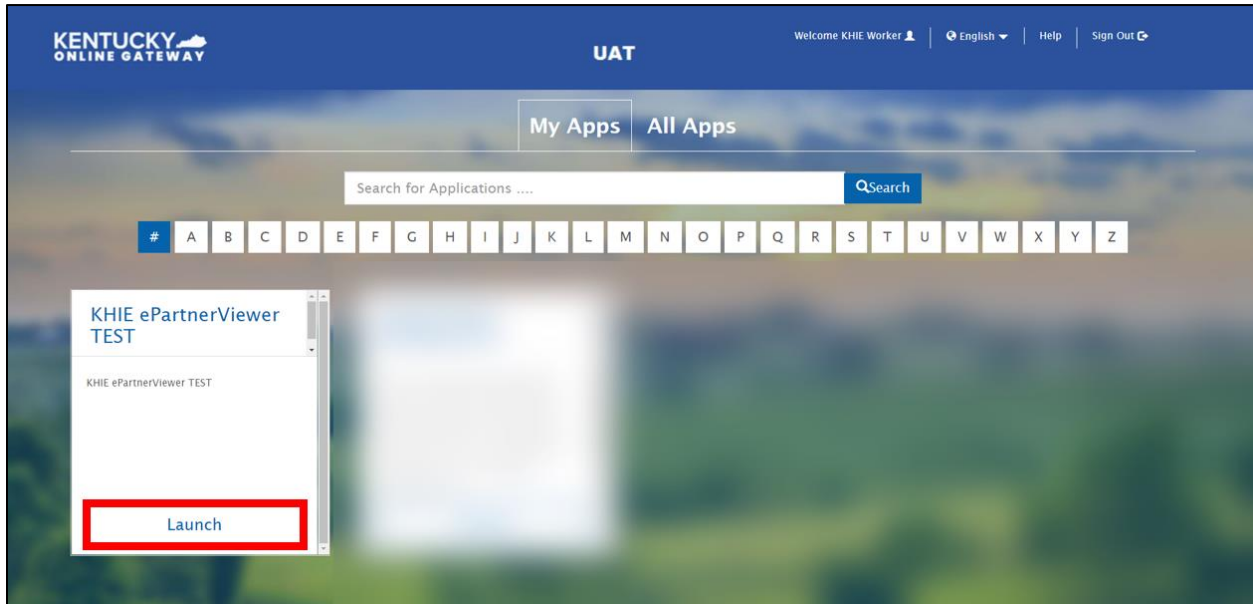 KENTUCKY
ONLINE GATEWAY
UAT
Welcome KHIE Worker
English
Help
Sign Out
My Apps
All Apps
Search for Applications ....
Search
# A B C D E F G H I J K L M N O P Q R S T U V W X Y Z
KHIE ePartnerViewer
TEST
KHIE ePartnerViewer TEST
Launch